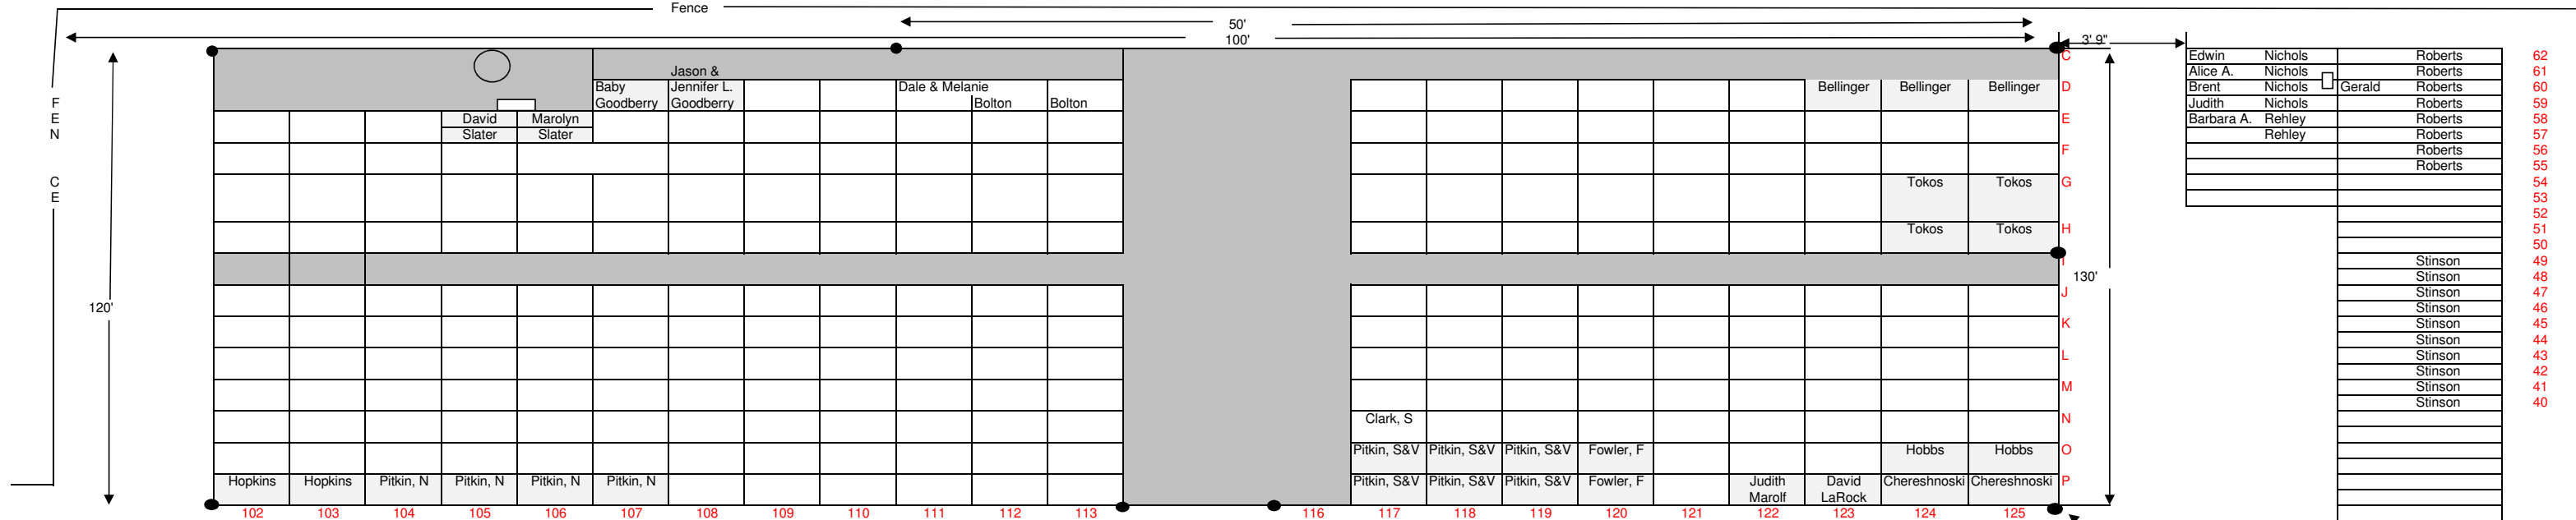 Fence
50'
100'
3' 9"
C Edwin Nichols Roberts 62
Jason & Alice A. Nichols Roberts 61
Baby Jennifer L. Dale & Melanie Bellinger Bellinger Bellinger D Brent Nichols Gerald Roberts 60
F Goodberry Goodberry Bolton Bolton Judith Nichols Roberts 59
E David Marolyn E Barbara A. Rehley Roberts 58
N Slater Slater Rehley Roberts 57
F Roberts 56
Roberts 55
C Tokos Tokos G 54
E 53
52
Tokos Tokos H 51
50
I Stinson 49
130' Stinson 48
J Stinson 47
120' Stinson 46
K Stinson 45
Stinson 44
L Stinson 43
Stinson 42
M Stinson 41
Stinson 40
Clark, S N
Pitkin, S&V Pitkin, S&V Pitkin, S&V Fowler, F Hobbs Hobbs O
Hopkins Hopkins Pitkin, N Pitkin, N Pitkin, N Pitkin, N Pitkin, S&V Pitkin, S&V Pitkin, S&V Fowler, F Judith David Chereshnoski Chereshnoski P
Marolf LaRock
102 103 104 105 106 107 108 109 110 111 112 113 116 117 118 119 120 121 122 123 124 125